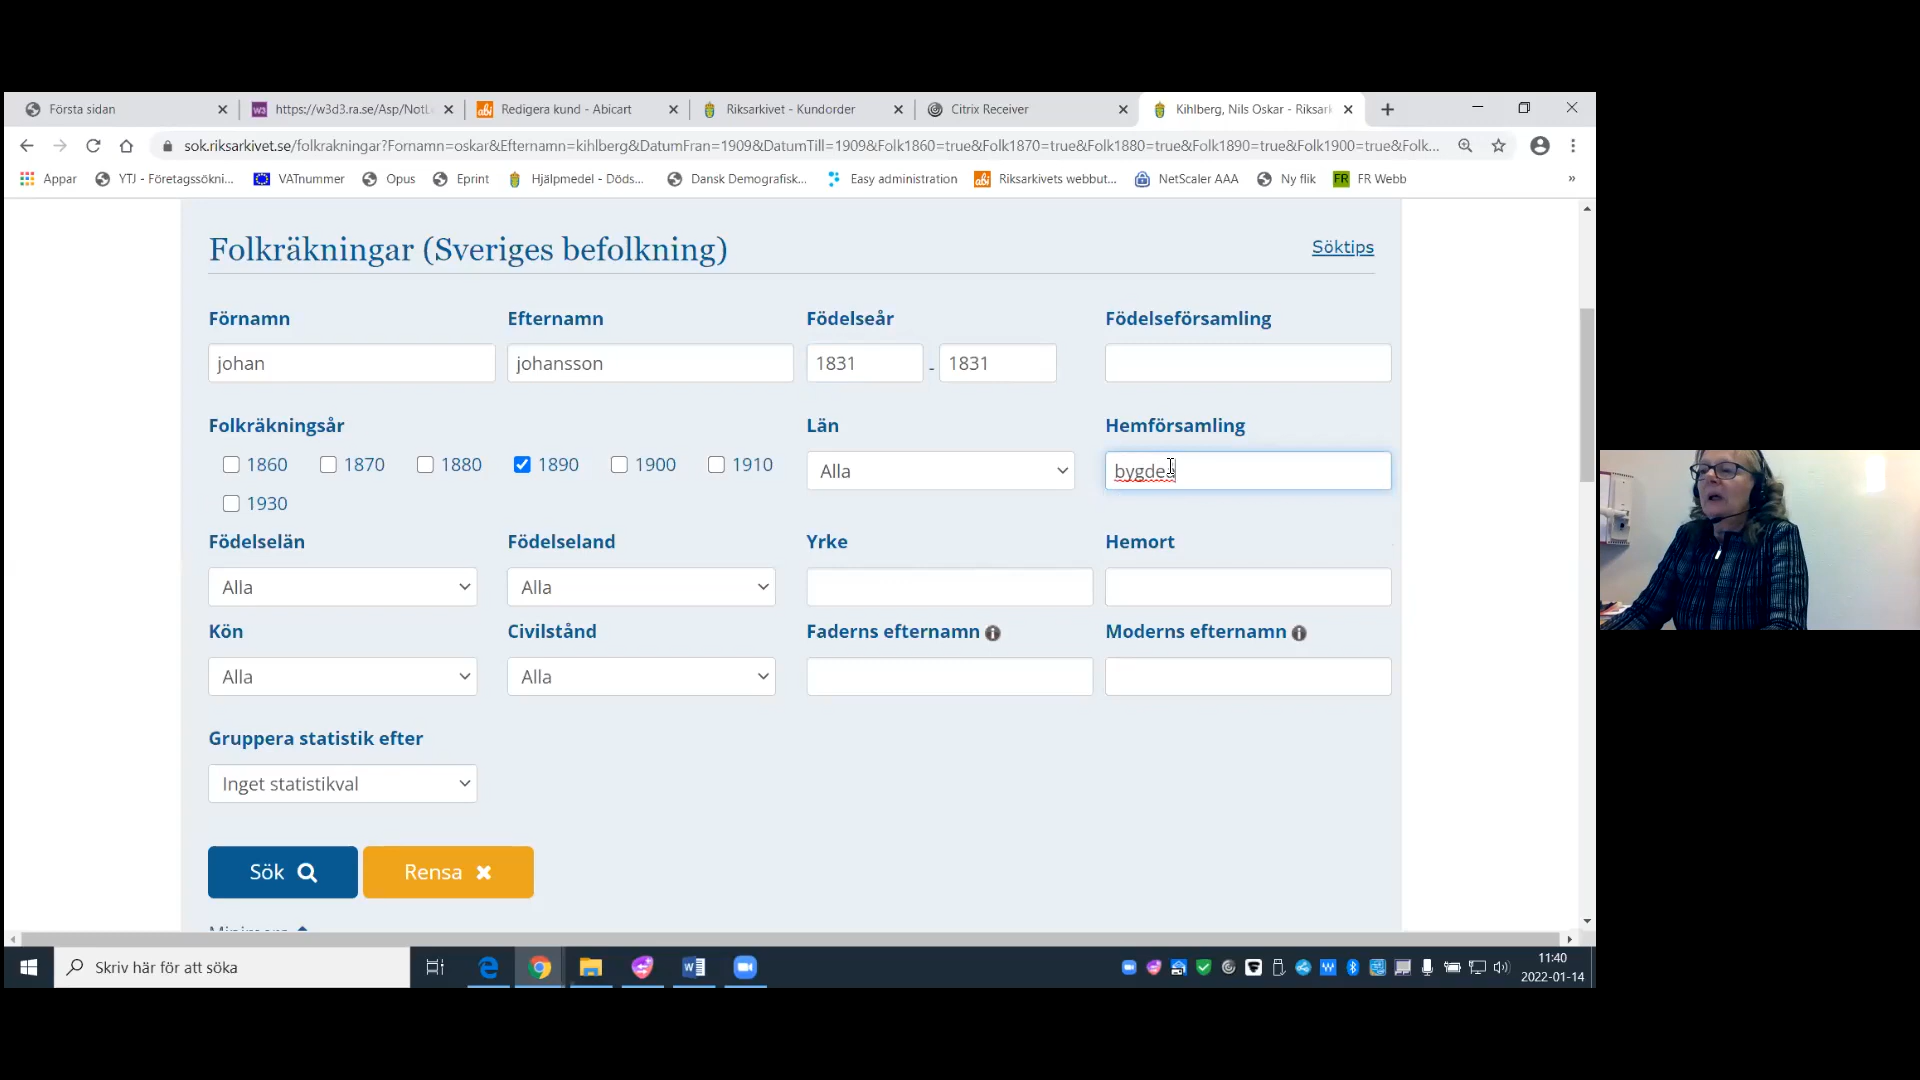 Första sidan
https://w3d3.ra.se/Asp/NotL
Redigera kund - Abicart
Riksarkivet - Kundorder
Citrix Receiver
Kihlberg, Nils Oskar - Riksark
sok.riksarkivet.se/folkrakningar?Fornamn=oskar&Efternamn=kihlberg&DatumFran=1909&DatumTill=1909&Folk1860=true&Folk1870=true&Folk1880=true&Folk1890=true&Folk1900=true&Folk...
Appar YTJ - Företagssökni... VATnummer Opus Eprint Hjälpmedel - Döds... Dansk Demografisk... Easy administration Riksarkivets webbut... NetScaler AAA Ny flik FR Webb »
Folkräkningar (Sveriges befolkning) Söktips
Förnamn Efternamn Födelseår Födelseförsamling
johan johansson 1831 - 1831
Folkräkningsår Län Hemförsamling
1860 1870 1880 1890 1900 1910 Alla bygdeå
1930
Födelselän Födelseland Yrke Hemort
Alla Alla
Kön Civilstånd Faderns efternamn Moderns efternamn
Alla Alla
Gruppera statistik efter
Inget statistikval
Sök Rensa
Minimera
Skriv här för att söka
11:40
2022-01-14